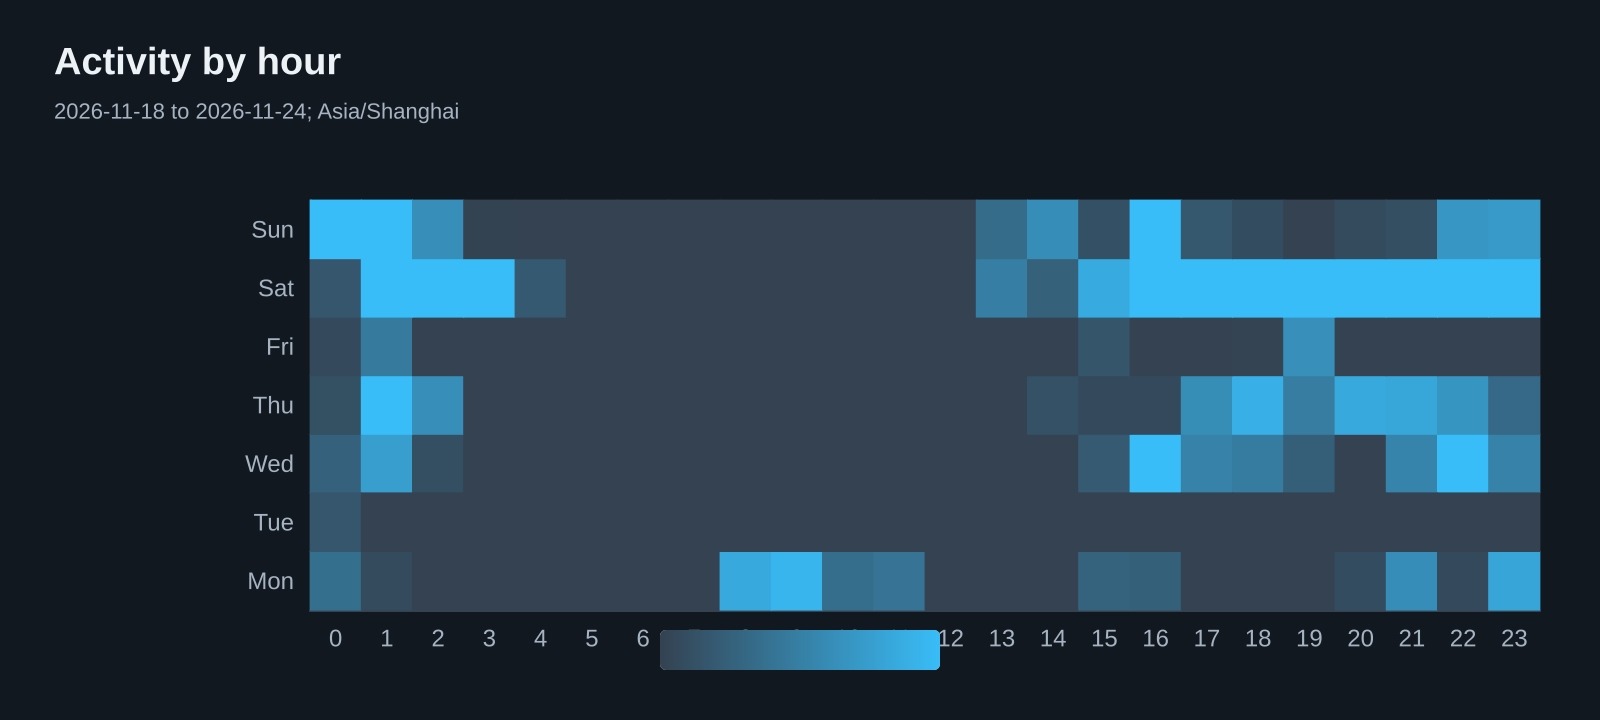 Activity by hour
2026-11-18 to 2026-11-24; Asia/Shanghai
Sun
Sat
Fri
Thu
Wed
Tue
Mon
0 1 2 3 4 5 6 12 13 14 15 16 17 18 19 20 21 22 23